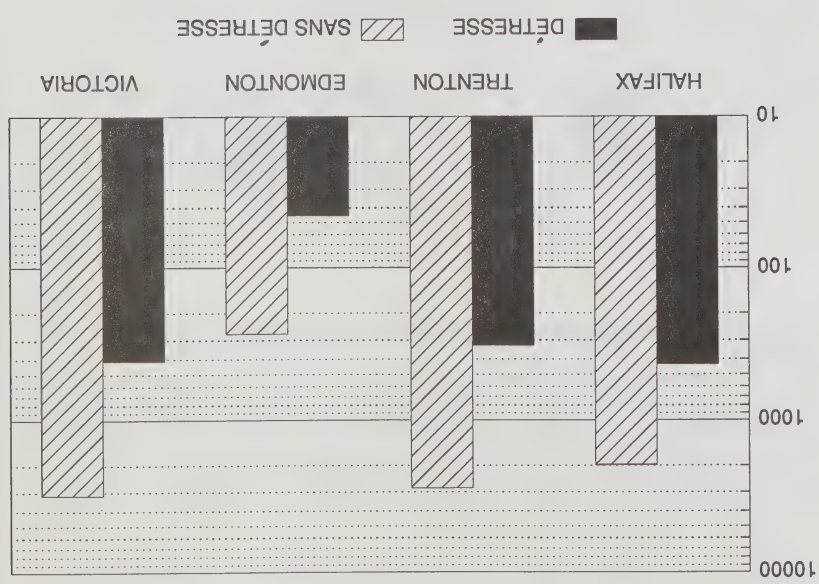 10000
1000
100
10
HALIFAX TRENTON EDMONTON VICTORIA
DÉTRESSE SANS DÉTRESSE